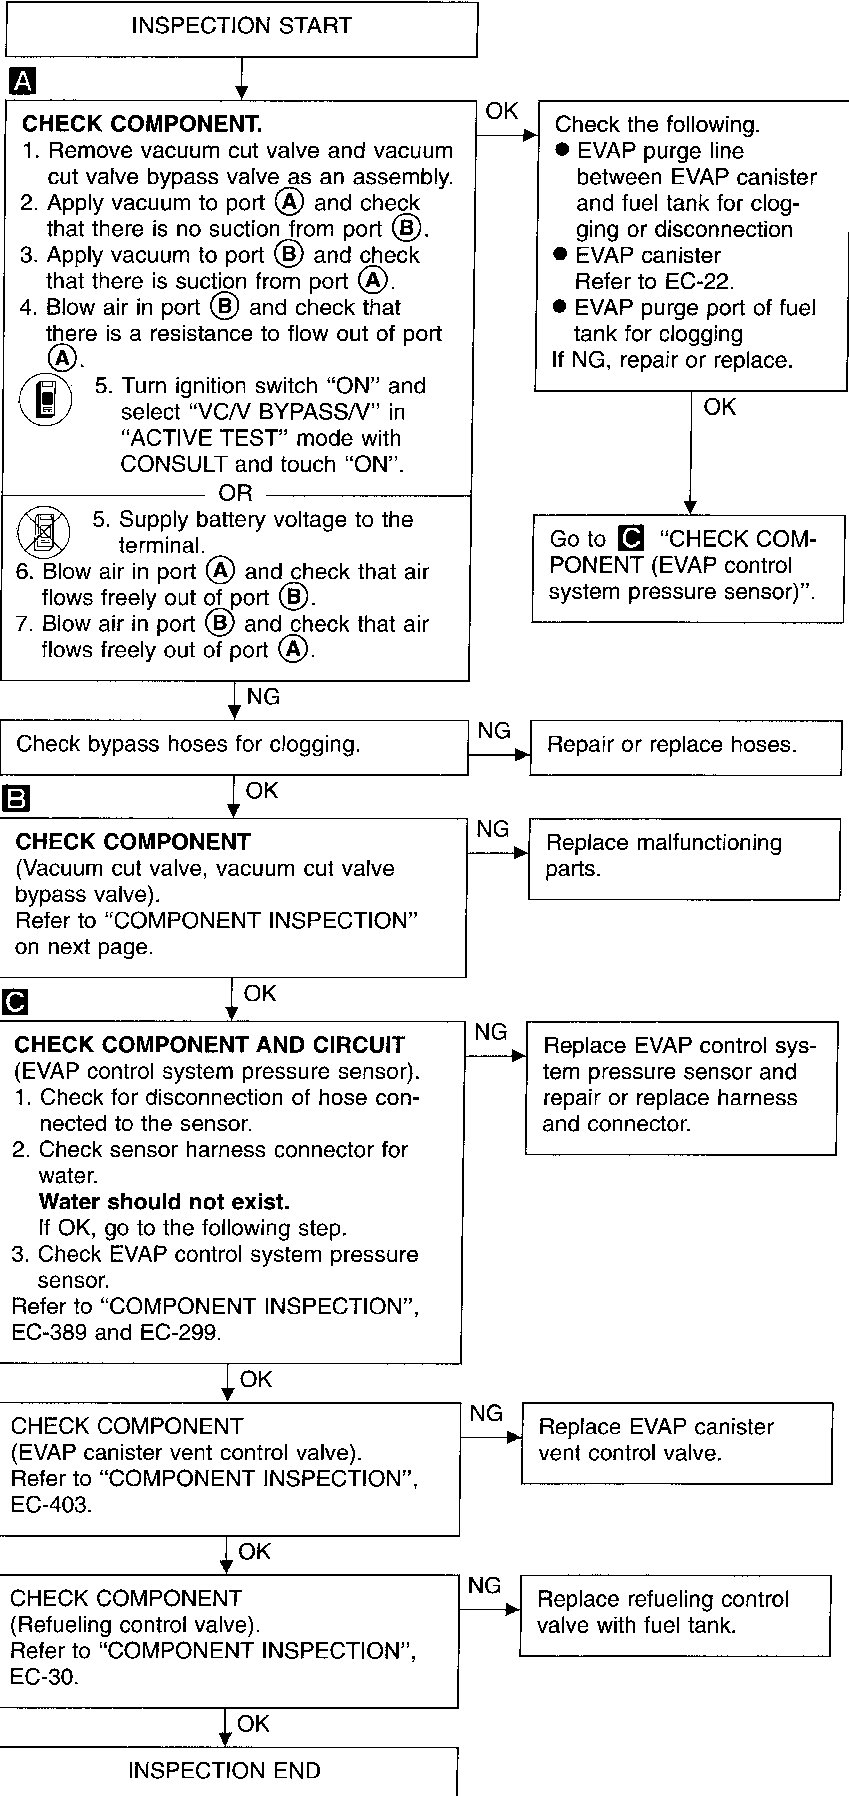 INSPECTION START
A
CHECK COMPONENT.
1. Remove vacuum cut valve and vacuum
cut valve bypass valve as an assembly.
2. Apply vacuum to port Ⓐ and check
that there is no suction from port Ⓑ.
3. Apply vacuum to port Ⓑ and check
that there is suction from port Ⓐ.
4. Blow air in port Ⓑ and check that
there is a resistance to flow out of port
Ⓐ.
5. Turn ignition switch “ON” and
select “VC/V BYPASS/V” in
“ACTIVE TEST” mode with
CONSULT and touch “ON”.
OR
5. Supply battery voltage to the
terminal.
6. Blow air in port Ⓐ and check that air
flows freely out of port Ⓑ.
7. Blow air in port Ⓑ and check that air
flows freely out of port Ⓐ.
OK
Check the following.
● EVAP purge line
between EVAP canister
and fuel tank for clog-
ging or disconnection
● EVAP canister
Refer to EC-22.
● EVAP purge port of fuel
tank for clogging
If NG, repair or replace.
OK
Go to C “CHECK COM-
PONENT (EVAP control
system pressure sensor)”.
NG
Check bypass hoses for clogging.
NG
Repair or replace hoses.
OK
B
CHECK COMPONENT
(Vacuum cut valve, vacuum cut valve
bypass valve).
Refer to “COMPONENT INSPECTION”
on next page.
NG
Replace malfunctioning
parts.
OK
C
CHECK COMPONENT AND CIRCUIT
(EVAP control system pressure sensor).
1. Check for disconnection of hose con-
nected to the sensor.
2. Check sensor harness connector for
water.
Water should not exist.
If OK, go to the following step.
3. Check EVAP control system pressure
sensor.
Refer to “COMPONENT INSPECTION”,
EC-389 and EC-299.
NG
Replace EVAP control sys-
tem pressure sensor and
repair or replace harness
and connector.
OK
CHECK COMPONENT
(EVAP canister vent control valve).
Refer to “COMPONENT INSPECTION”,
EC-403.
NG
Replace EVAP canister
vent control valve.
OK
CHECK COMPONENT
(Refueling control valve).
Refer to “COMPONENT INSPECTION”,
EC-30.
NG
Replace refueling control
valve with fuel tank.
OK
INSPECTION END